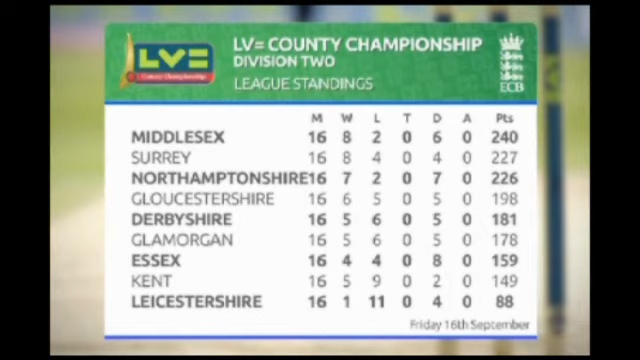 LV=
County Championship
LV= COUNTY CHAMPIONSHIP
DIVISION TWO
LEAGUE STANDINGS
ECB
M W L T D A Pts
MIDDLESEX 16 8 2 0 6 0 240
SURREY 16 8 4 0 4 0 227
NORTHAMPTONSHIRE 16 7 2 0 7 0 226
GLOUCESTERSHIRE 16 6 5 0 5 0 198
DERBYSHIRE 16 5 6 0 5 0 181
GLAMORGAN 16 5 6 0 5 0 178
ESSEX 16 4 4 0 8 0 159
KENT 16 5 9 0 2 0 149
LEICESTERSHIRE 16 1 11 0 4 0 88
Friday 16th September